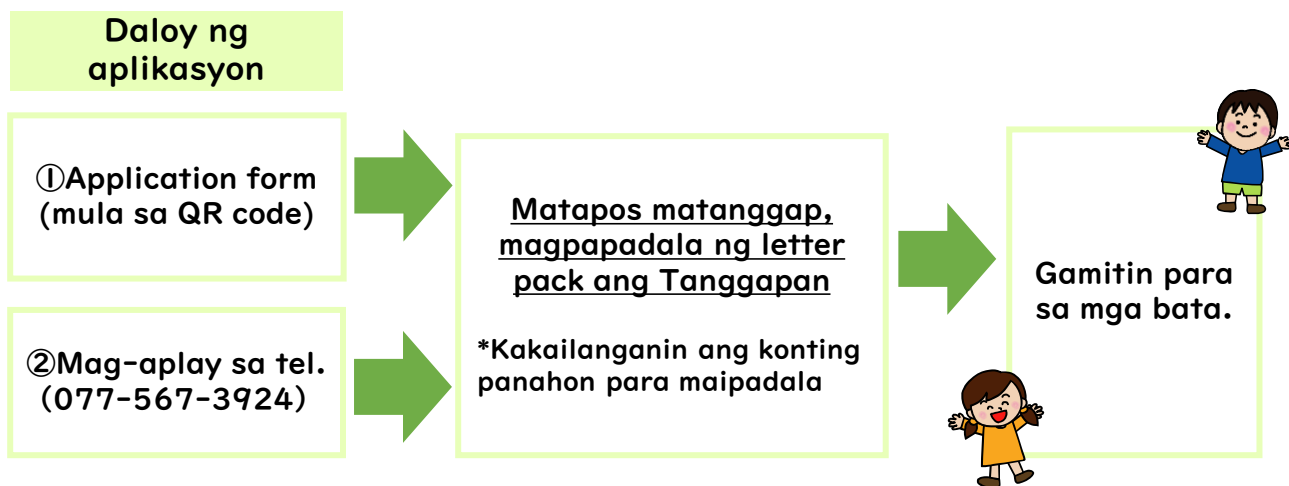 Daloy ng
aplikasyon
①Application form
(mula sa QR code)
②Mag-aplay sa tel.
(077-567-3924)
Matapos matanggap,
magpapadala ng letter
pack ang Tanggapan
*Kakailanganin ang konting
panahon para maipadala
Gamitin para
sa mga bata.